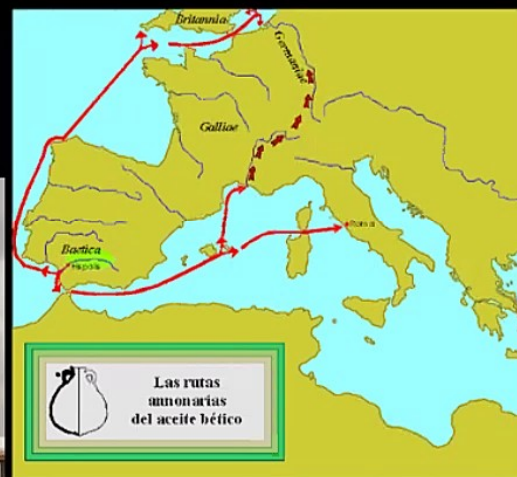 Britannia
Germaniae
Galliae
Roma
Baetica
Hispalis
Las rutas
annonarias
del aceite bético